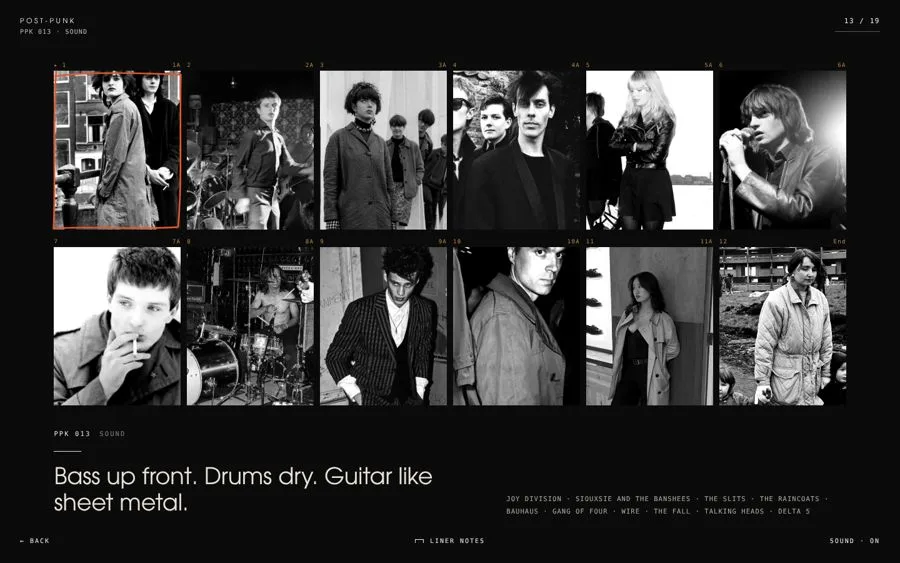 POST-PUNK
PPK 013 · SOUND
13 / 19
1 1A 2 2A 3 3A 4 4A 5 5A 6 6A
7 7A 8 8A 9 9A 10 10A 11 11A 12 End
PPK 013 SOUND
Bass up front. Drums dry. Guitar like
sheet metal.
JOY DIVISION · SIOUXSIE AND THE BANSHEES · THE SLITS · THE RAINCOATS ·
BAUHAUS · GANG OF FOUR · WIRE · THE FALL · TALKING HEADS · DELTA 5
← BACK
LINER NOTES
SOUND · ON